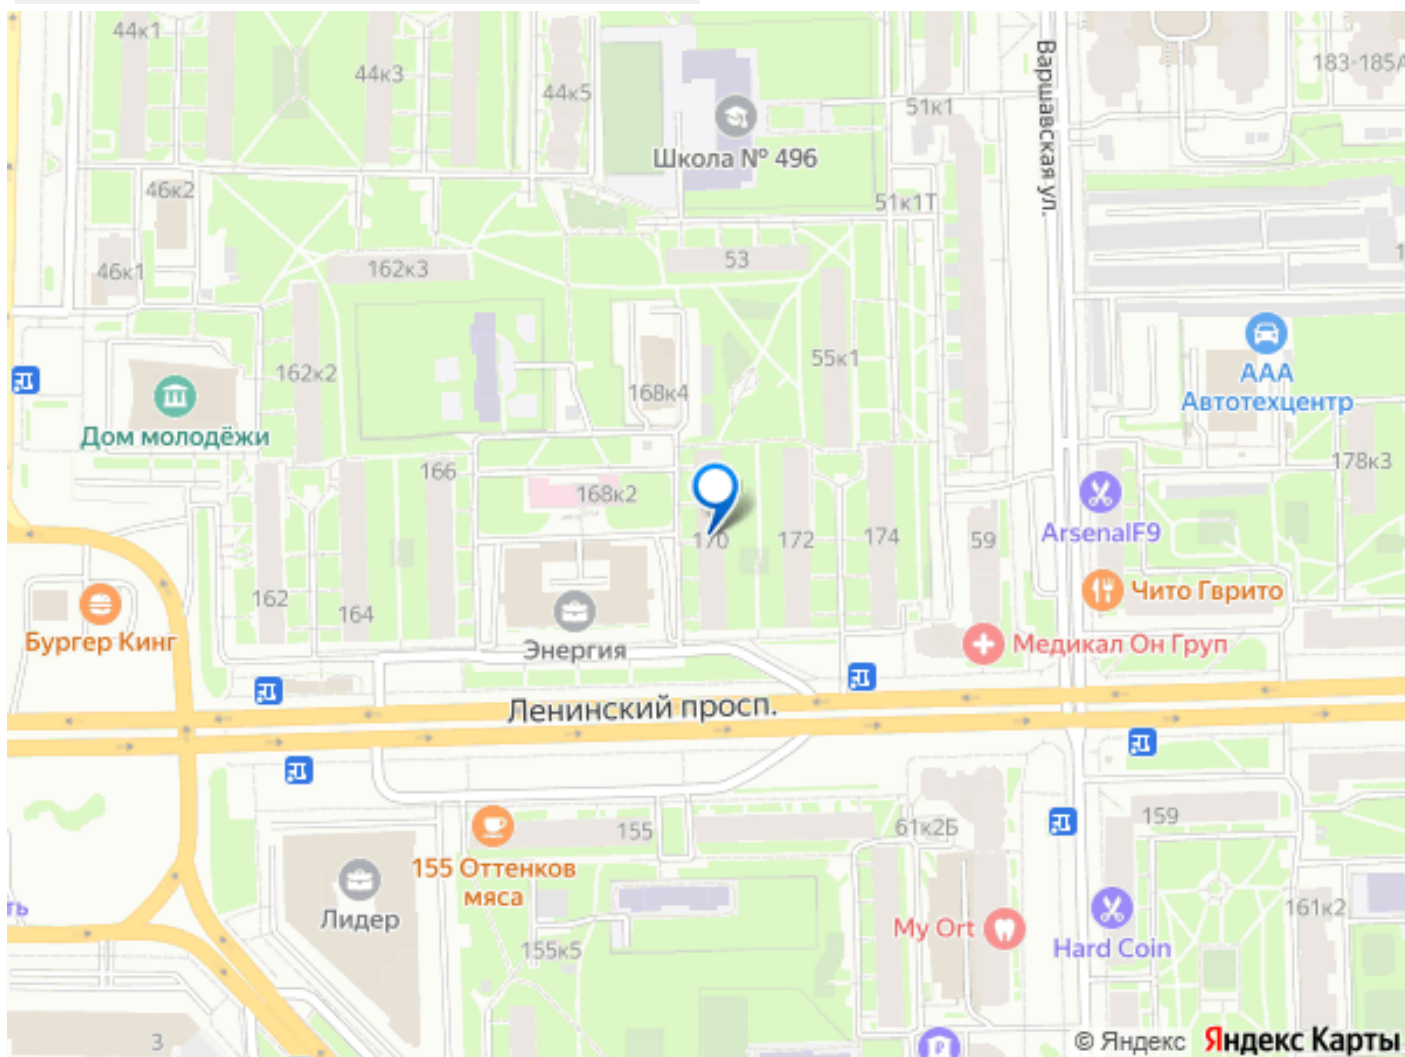 44к1
44к3
44к5
51к1
183-185А
Варшавская ул.
Школа № 496
46к2
51к1Т
46к1
162к3
53
162к2
55к1
168к4
ААА
Автотехцентр
Дом молодёжи
166
168к2
178к3
170
172
174
59
ArsenalF9
162
164
Чито Гврито
Бургер Кинг
Энергия
Медикал Он Груп
Ленинский просп.
155
61к2Б
159
155 Оттенков
мяса
Лидер
ть
My Ort
161к2
Hard Coin
155к5
3
© Яндекс Яндекс Карты